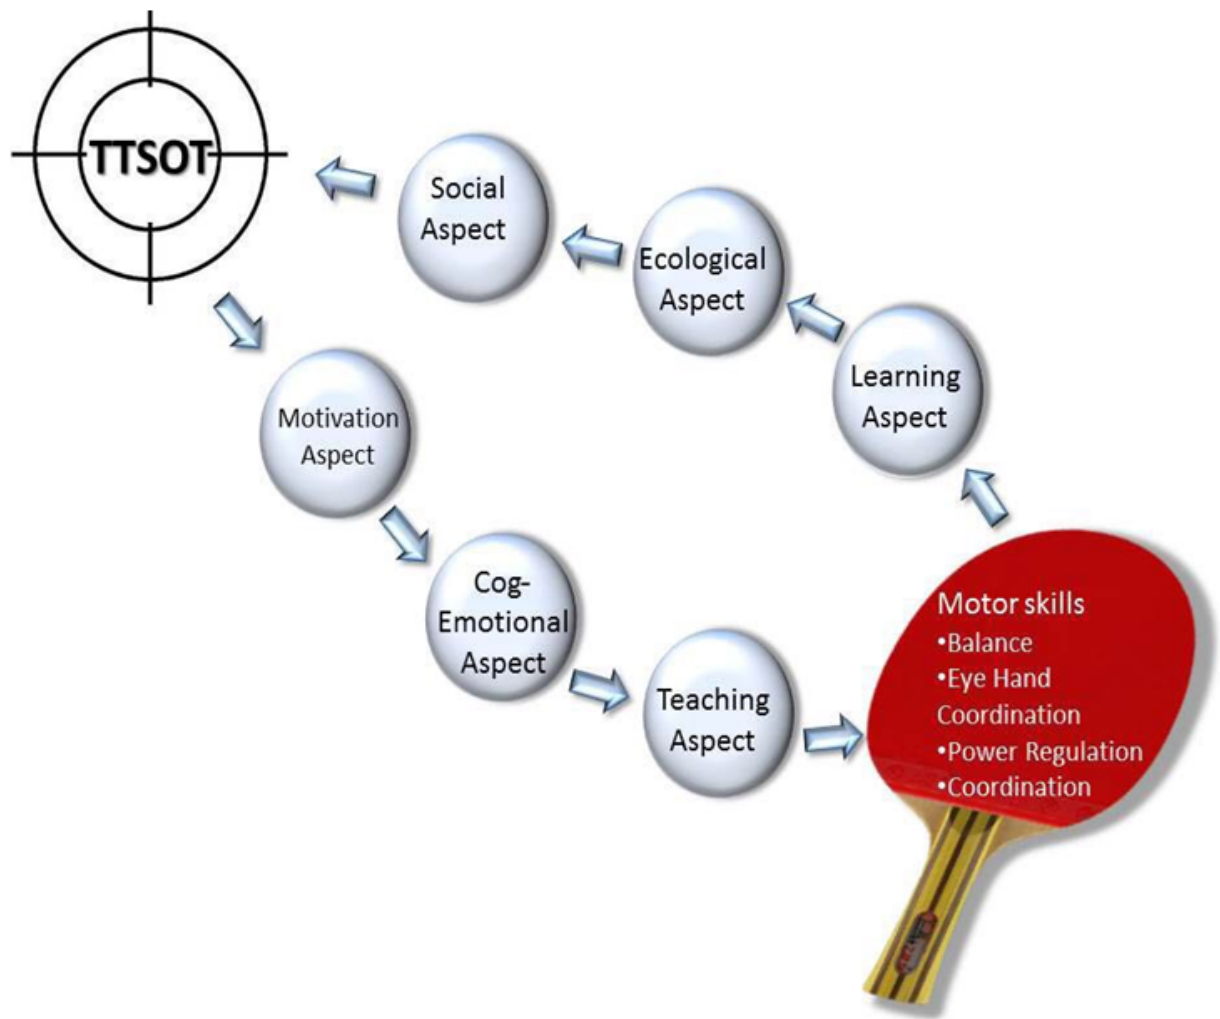 TTSOT
Social
Aspect
Ecological
Aspect
Learning
Aspect
Motivation
Aspect
Cog-
Emotional
Aspect
Teaching
Aspect
Motor skills
•Balance
•Eye Hand
Coordination
•Power Regulation
•Coordination